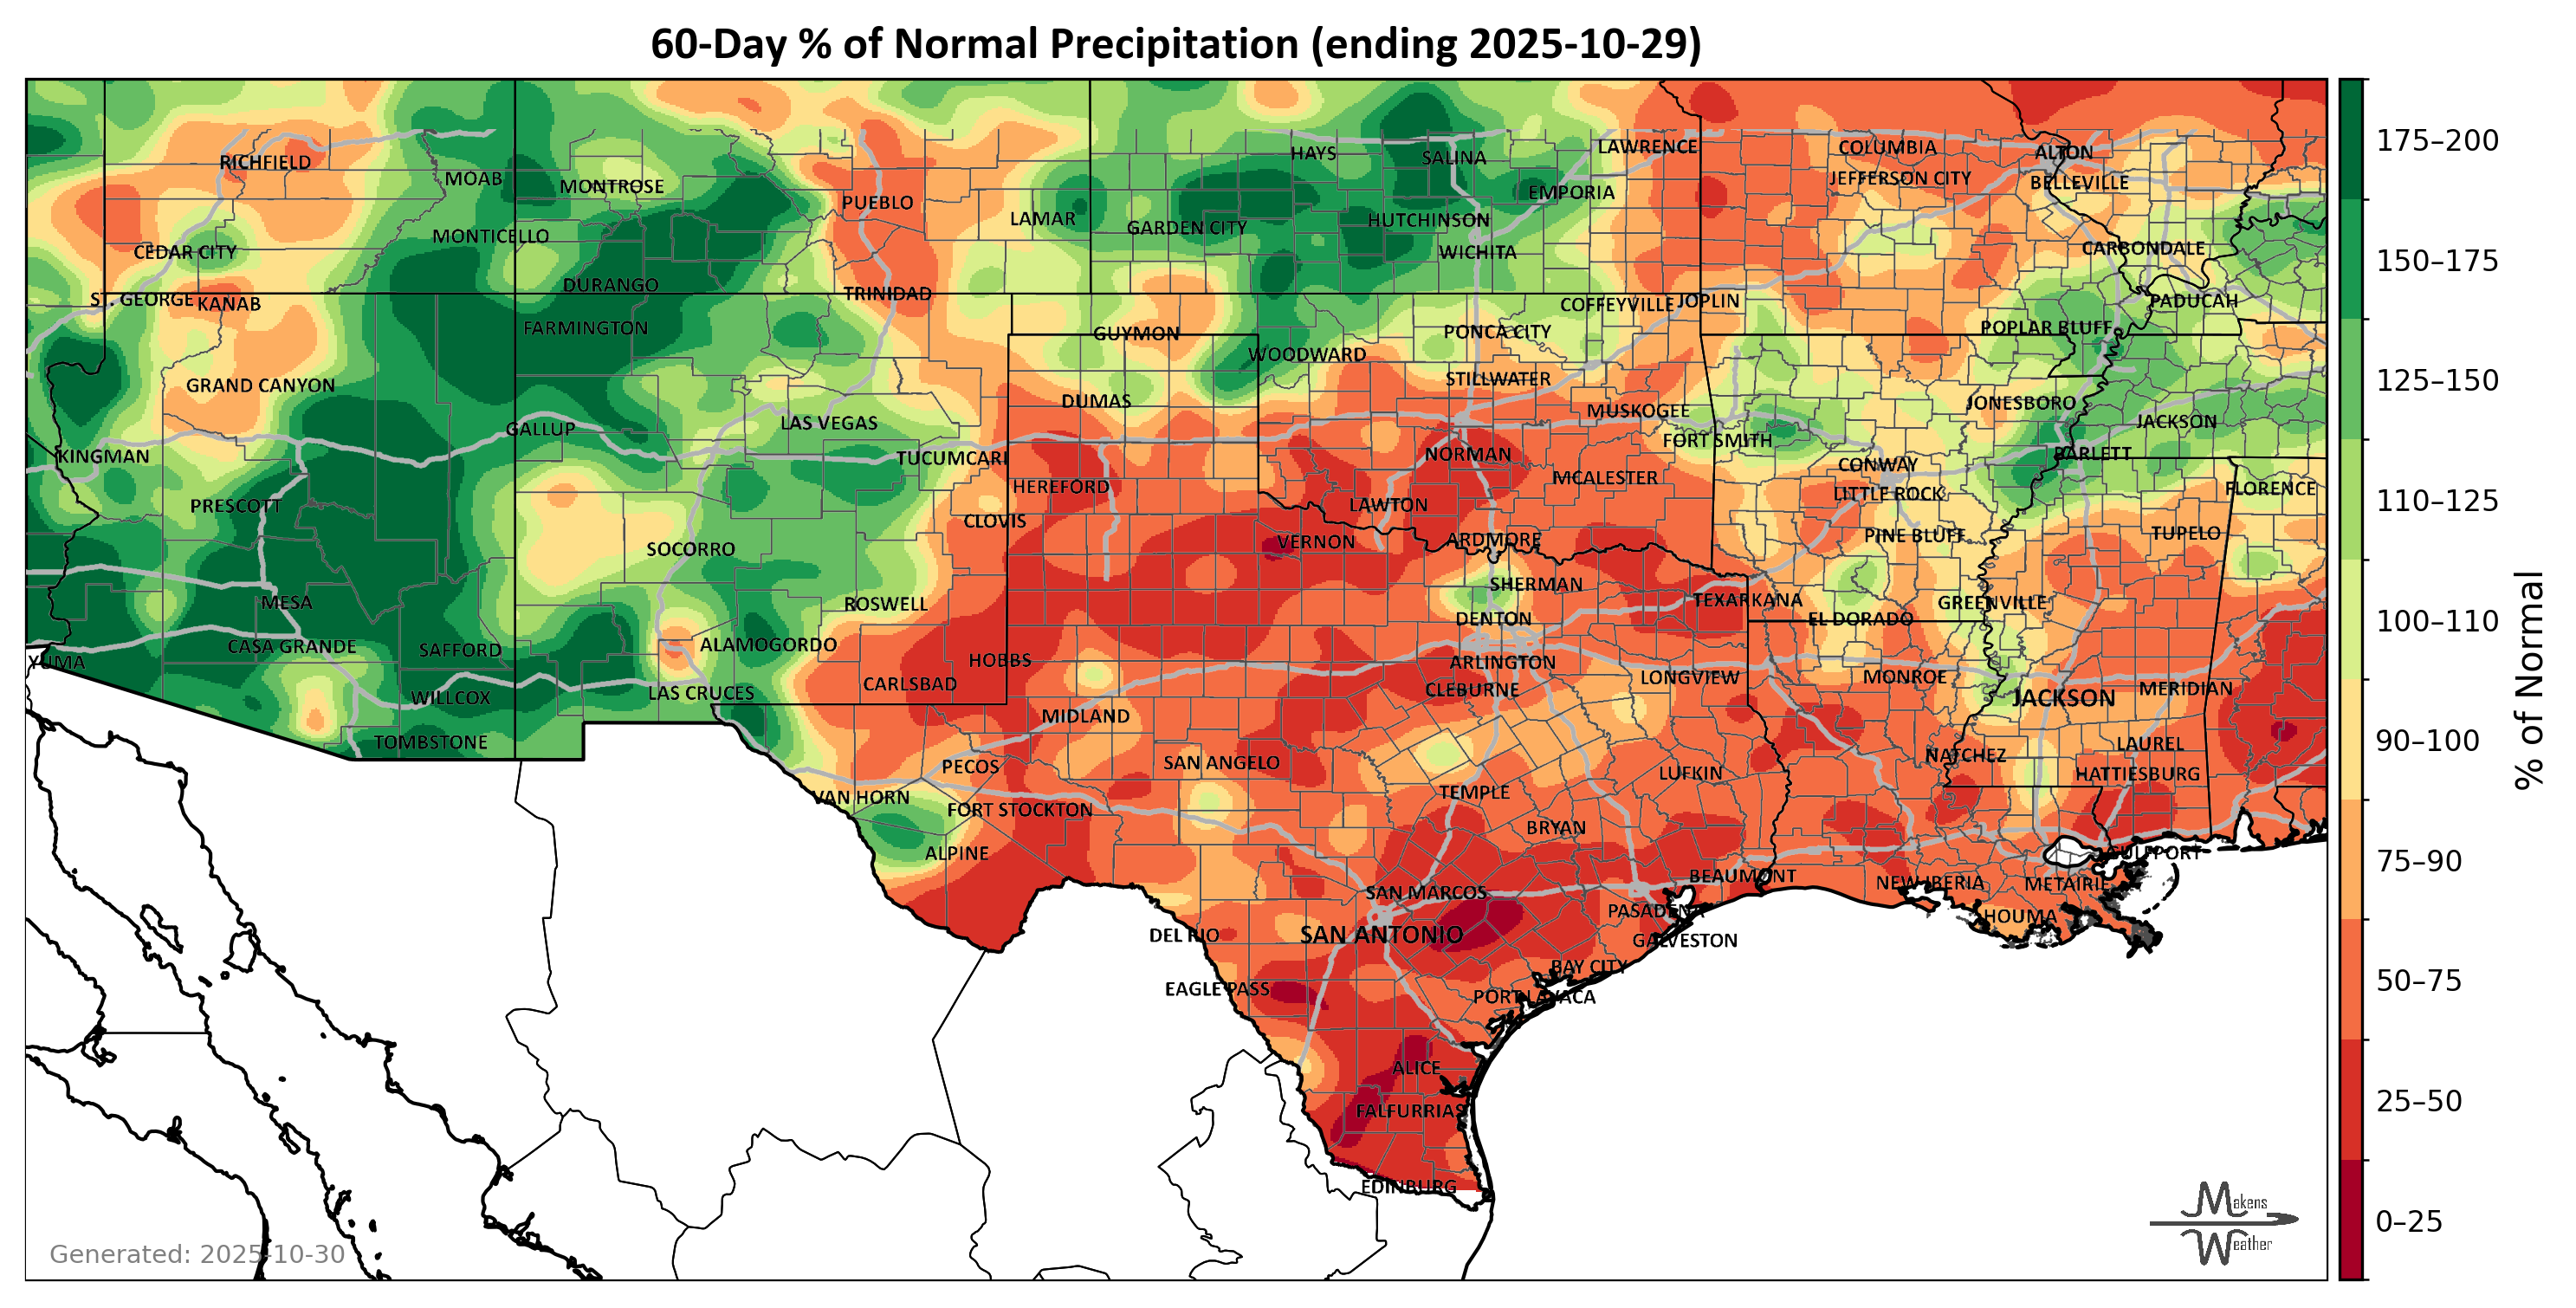 60-Day % of Normal Precipitation (ending 2025-10-29)
RICHFIELD
MOAB
MONTROSE
PUEBLO
LAMAR
HAYS
SALINA
LAWRENCE
COLUMBIA
ALTON
JEFFERSON CITY
BELLEVILLE
EMPORIA
GARDEN CITY
HUTCHINSON
WICHITA
CEDAR CITY
MONTICELLO
CARBONDALE
DURANGO
TRINIDAD
ST. GEORGE
KANAB
COFFEYVILLE
JOPLIN
PADUCAH
FARMINGTON
GUYMON
PONCA CITY
POPLAR BLUFF
WOODWARD
GRAND CANYON
STILLWATER
DUMAS
MUSKOGEE
JONESBORO
LAS VEGAS
JACKSON
GALLUP
FORT SMITH
KINGMAN
TUCUMCARI
NORMAN
BARLETT
CONWAY
MCALESTER
HEREFORD
LITTLE ROCK
FLORENCE
PRESCOTT
LAWTON
CLOVIS
VERNON
ARDMORE
PINE BLUFF
TUPELO
SOCORRO
SHERMAN
MESA
ROSWELL
TEXARKANA
GREENVILLE
DENTON
EL DORADO
CASA GRANDE
SAFFORD
ALAMOGORDO
YUMA
HOBBS
ARLINGTON
CARLSBAD
CLEBURNE
LONGVIEW
MONROE
WILLCOX
LAS CRUCES
JACKSON
MERIDIAN
MIDLAND
TOMBSTONE
NATCHEZ
LAUREL
PECOS
SAN ANGELO
LUFKIN
HATTIESBURG
VAN HORN
FORT STOCKTON
TEMPLE
BRYAN
ALPINE
GULFPORT
BEAUMONT
SAN MARCOS
NEW IBERIA
METAIRIE
PASADENA
HOUMA
DEL RIO
SAN ANTONIO
GALVESTON
BAY CITY
EAGLE PASS
PORT LAVACA
ALICE
FALFURRIAS
EDINBURG
175–200
150–175
125–150
110–125
100–110
90–100
75–90
50–75
25–50
0–25
% of Normal
Makens
Weather
Generated: 2025-10-30